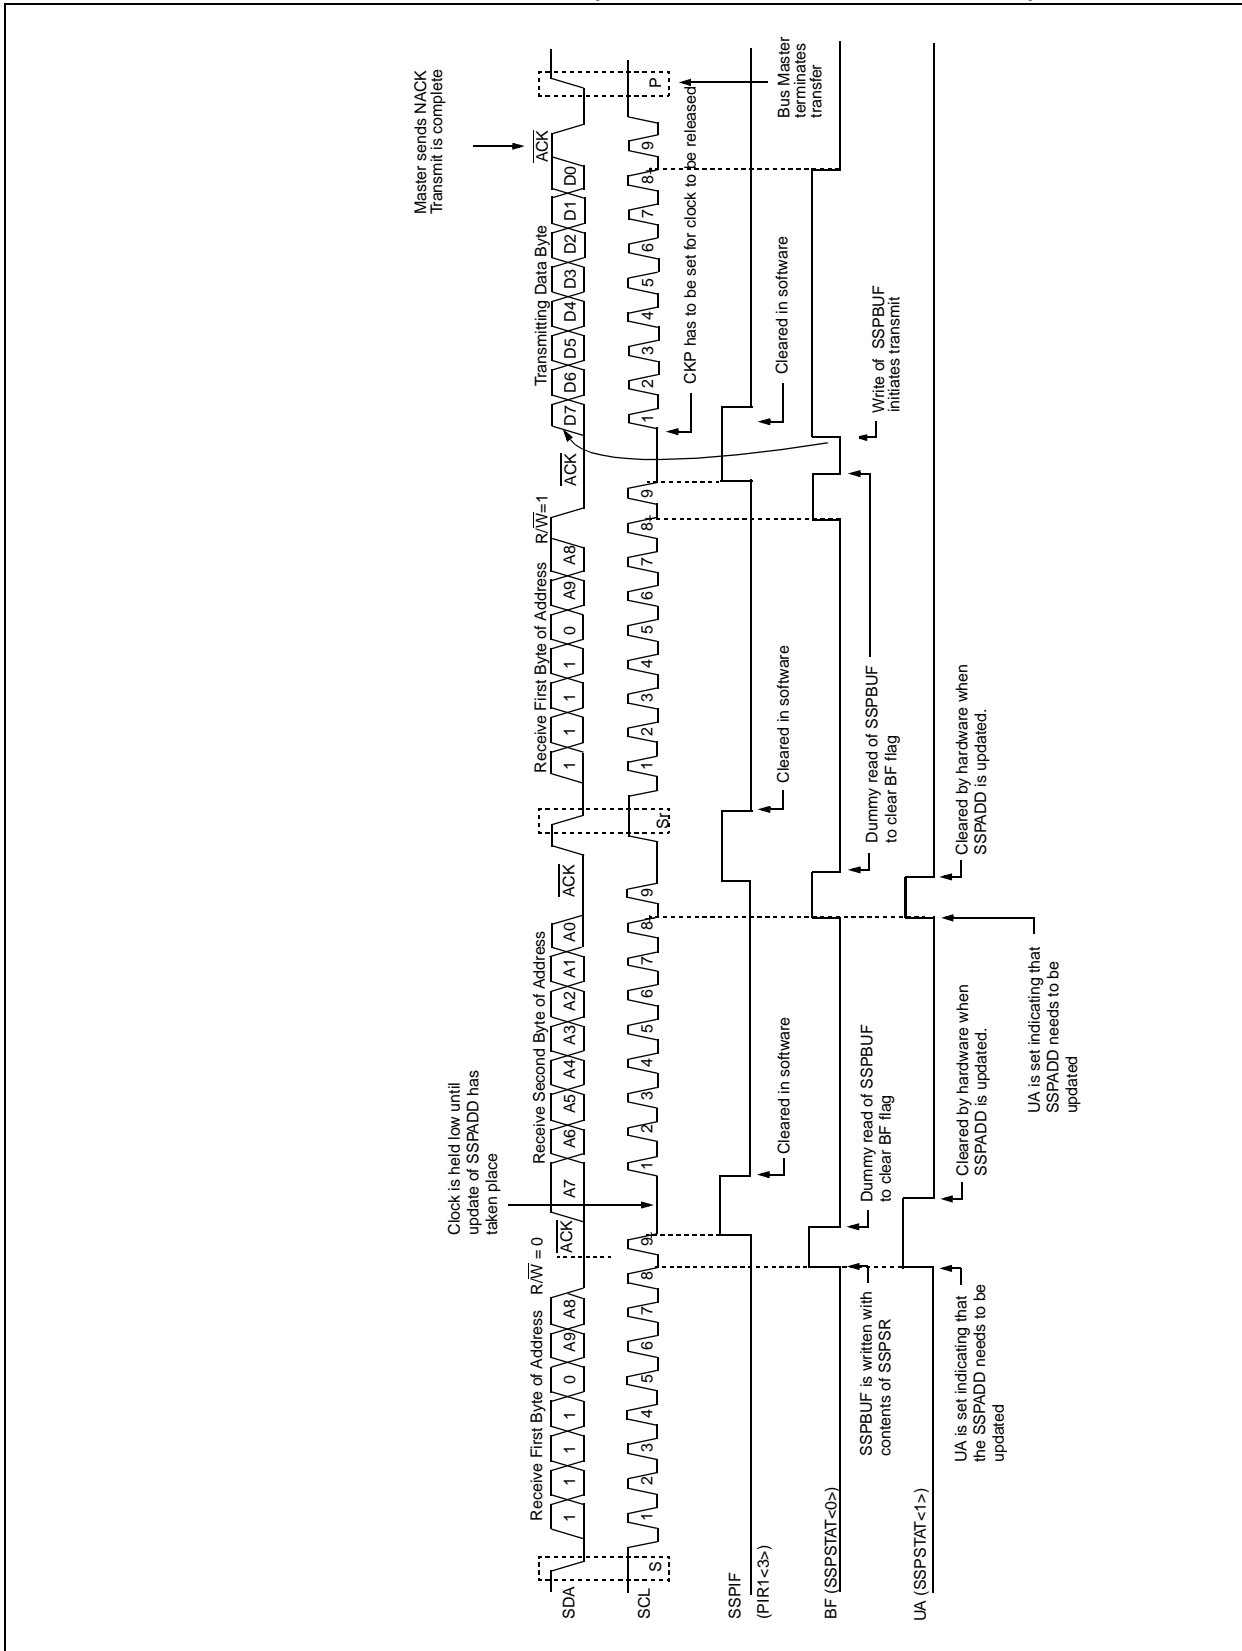 Master sends NACK
Transmit is complete
Clock is held low until
update of SSPADD has
taken place
Receive First Byte of Address R/W = 0
Receive Second Byte of Address
Receive First Byte of Address R/W=1
Transmitting Data Byte
ACK
ACK
ACK
ACK
SDA
1 1 1 1 0 A9 A8 A7 A6 A5 A4 A3 A2 A1 A0 1 1 1 1 0 A9 A8 D7 D6 D5 D4 D3 D2 D1 D0
SCL
S 1 2 3 4 5 6 7 8 9 1 2 3 4 5 6 7 8 9 Sr 1 2 3 4 5 6 7 8 9 1 2 3 4 5 6 7 8 9 P
CKP has to be set for clock to be released
Bus Master
terminates
transfer
SSPIF
(PIR1<3>)
Cleared in software
Cleared in software
Cleared in software
BF (SSPSTAT<0>)
SSPBUF is written with
contents of SSPSR
Dummy read of SSPBUF
to clear BF flag
Dummy read of SSPBUF
to clear BF flag
Write of SSPBUF
initiates transmit
UA (SSPSTAT<1>)
UA is set indicating that
the SSPADD needs to be
updated
Cleared by hardware when
SSPADD is updated.
UA is set indicating that
SSPADD needs to be
updated
Cleared by hardware when
SSPADD is updated.